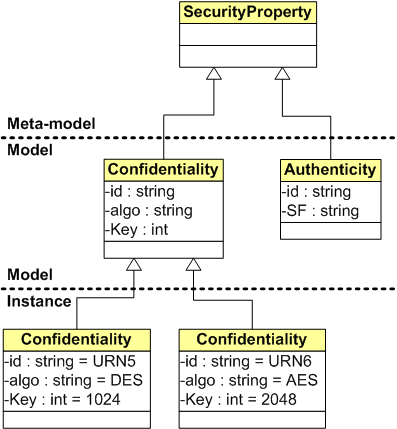 SecurityProperty
Meta-model
Model
Confidentiality
-id : string
-algo : string
-Key : int
Authenticity
-id : string
-SF : string
Model
Instance
Confidentiality
-id : string = URN5
-algo : string = DES
-Key : int = 1024
Confidentiality
-id : string = URN6
-algo : string = AES
-Key : int = 2048